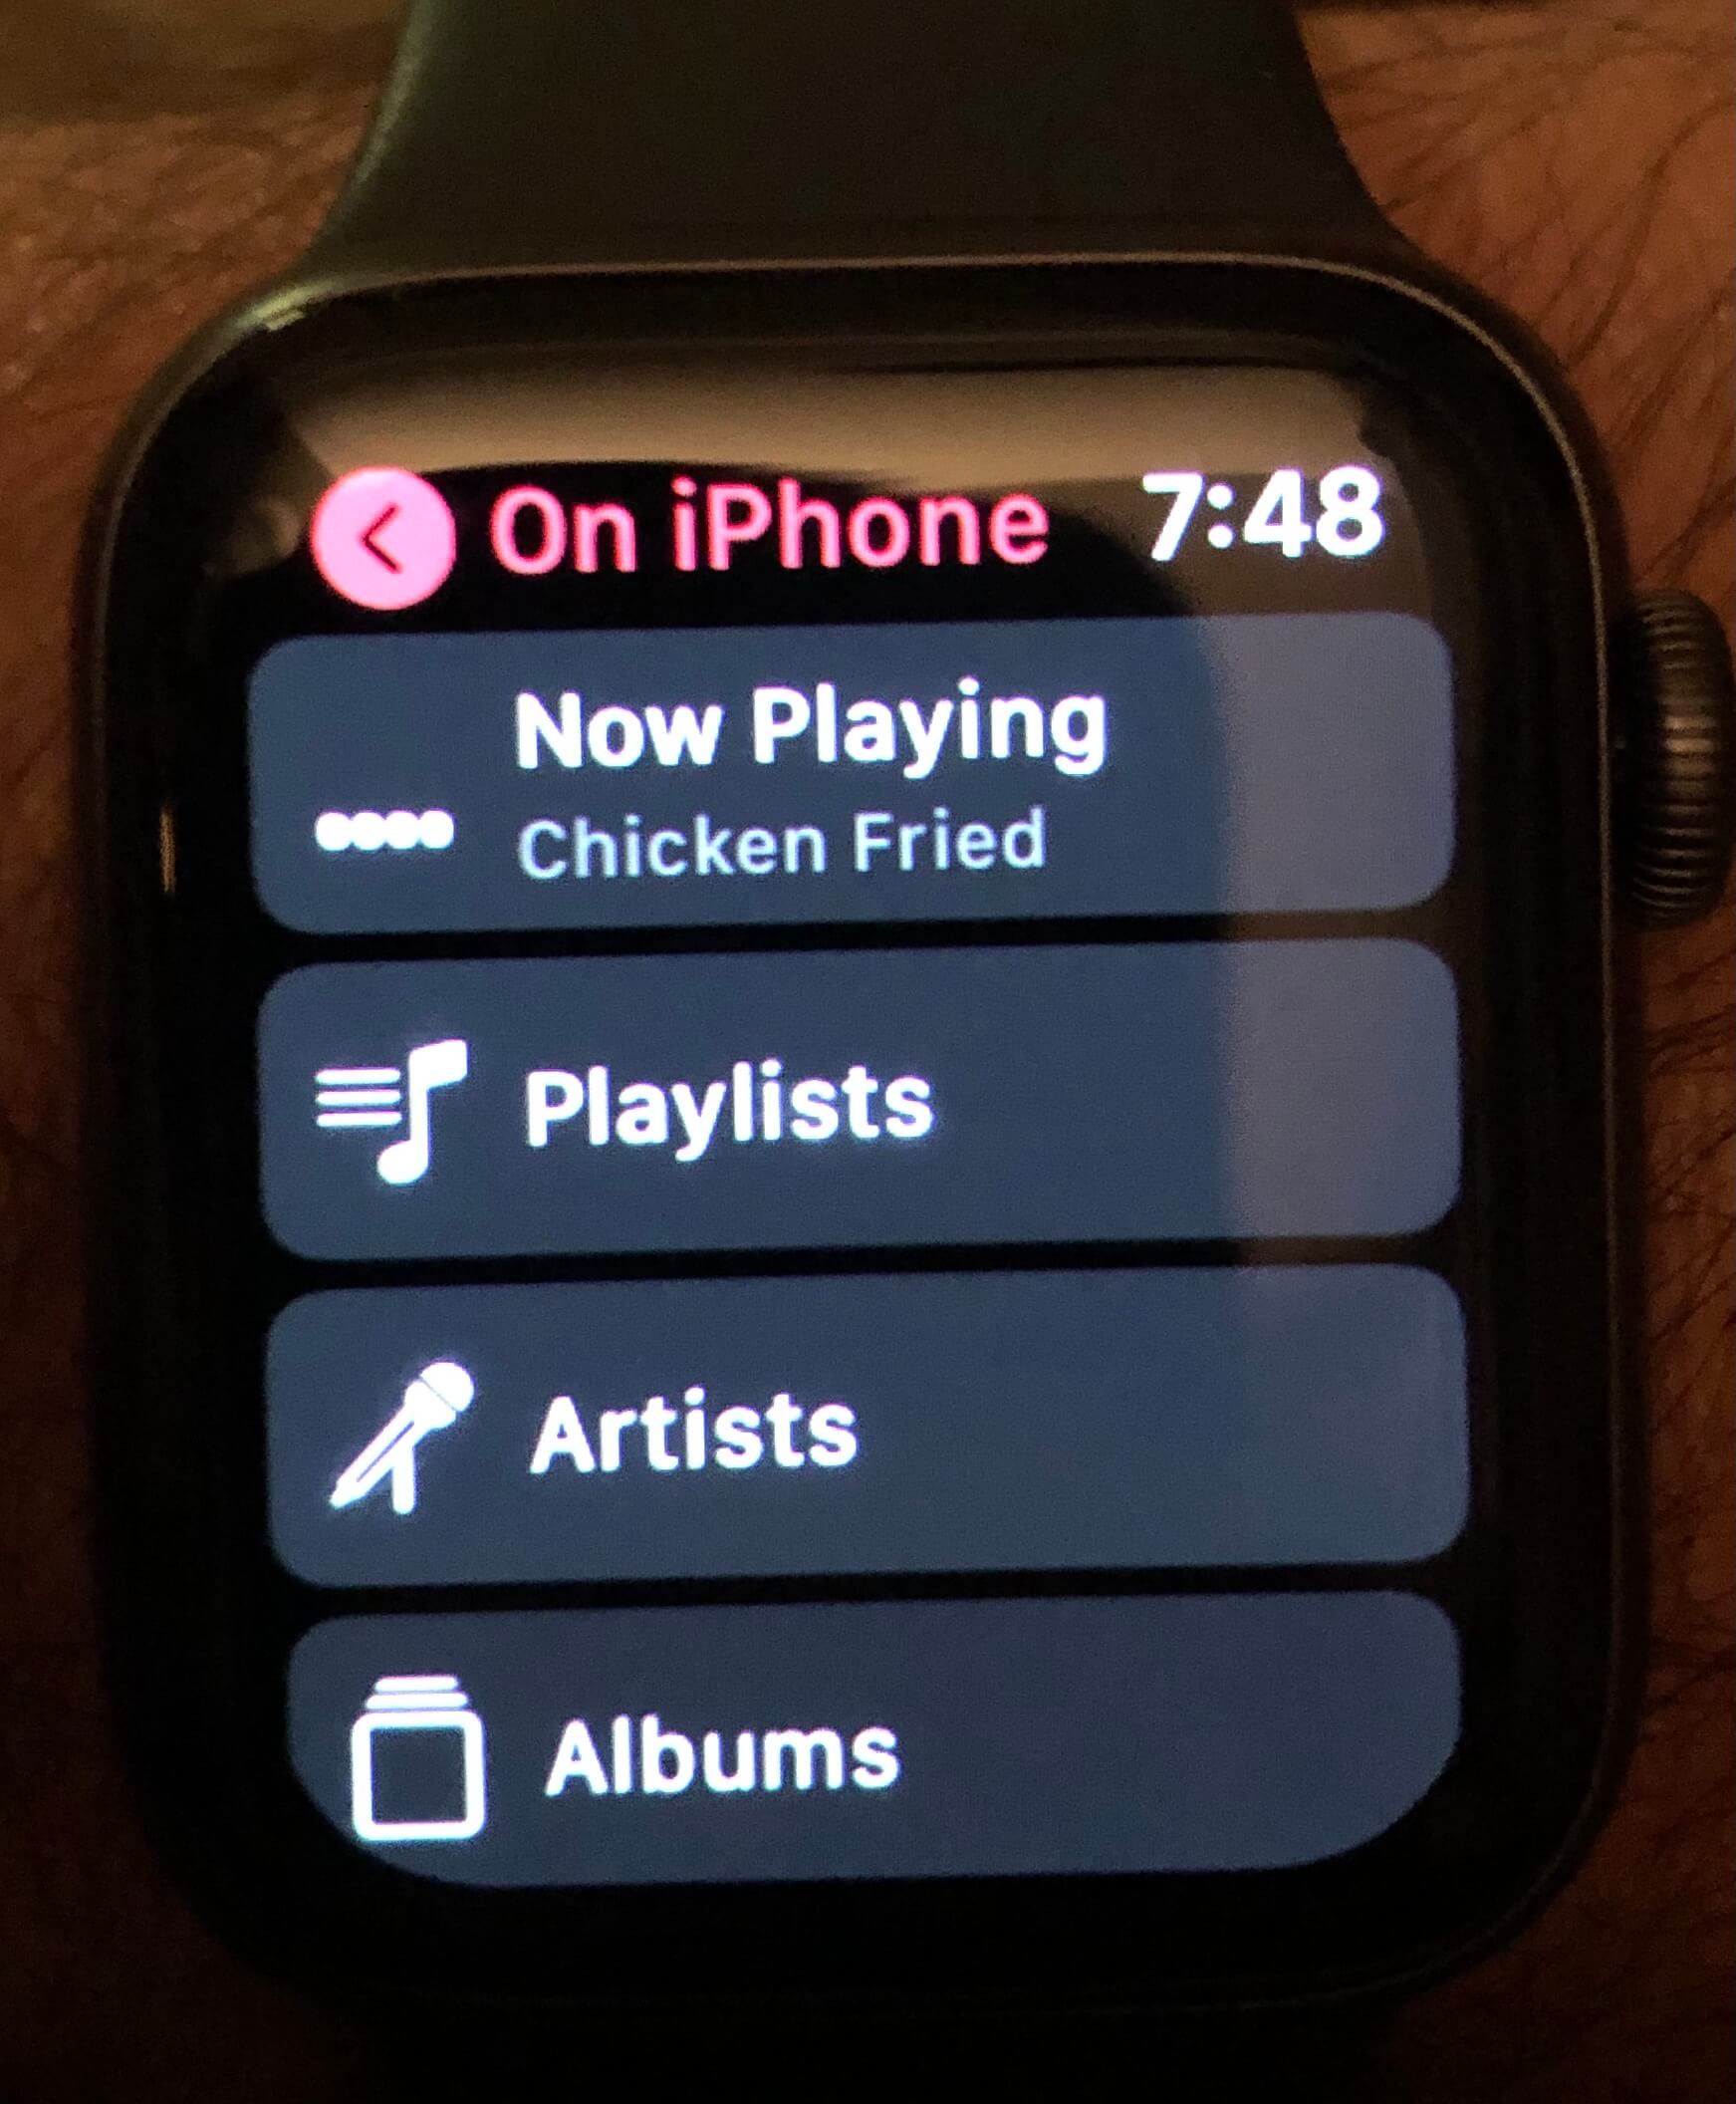 On iPhone 7:48
Now Playing
Chicken Fried
Playlists
Artists
Albums